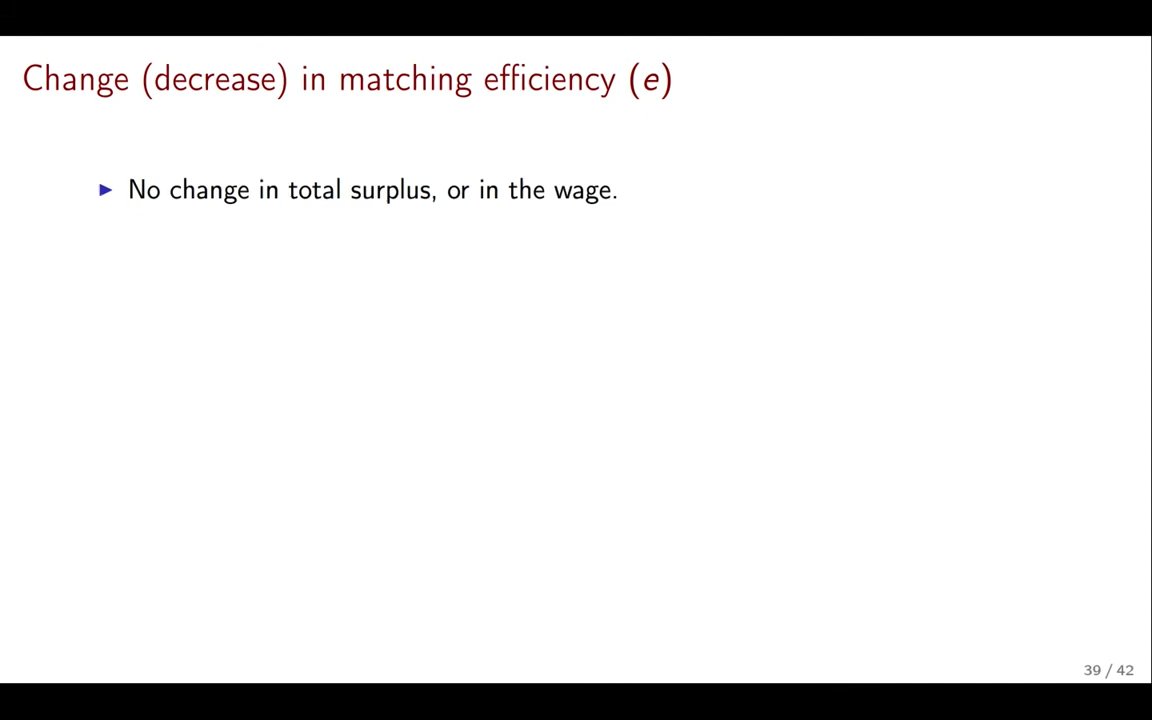 Change (decrease) in matching efficiency (e)
▶ No change in total surplus, or in the wage.
39 / 42